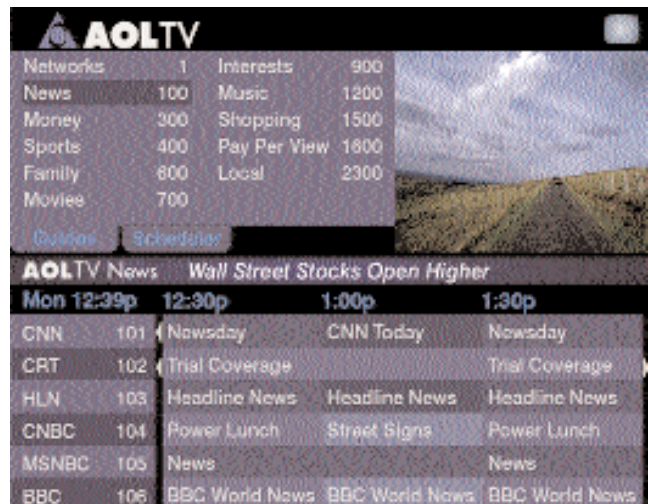 AOLTV
Networks 1 Interests 900
News 100 Music 1200
Money 300 Shopping 1500
Sports 400 Pay Per View 1600
Family 600 Local 2300
Movies 700
Guides Scheduler
AOLTV News Wall Street Stocks Open Higher
Mon 12:39p 12:30p 1:00p 1:30p
CNN 101 Newsday CNN Today Newsday
CRT 102 Trial Coverage Trial Coverage
HLN 103 Headline News Headline News Headline News
CNBC 104 Power Lunch Street Signs Power Lunch
MSNBC 105 News News
BBC 106 BBC World News BBC World News BBC World News